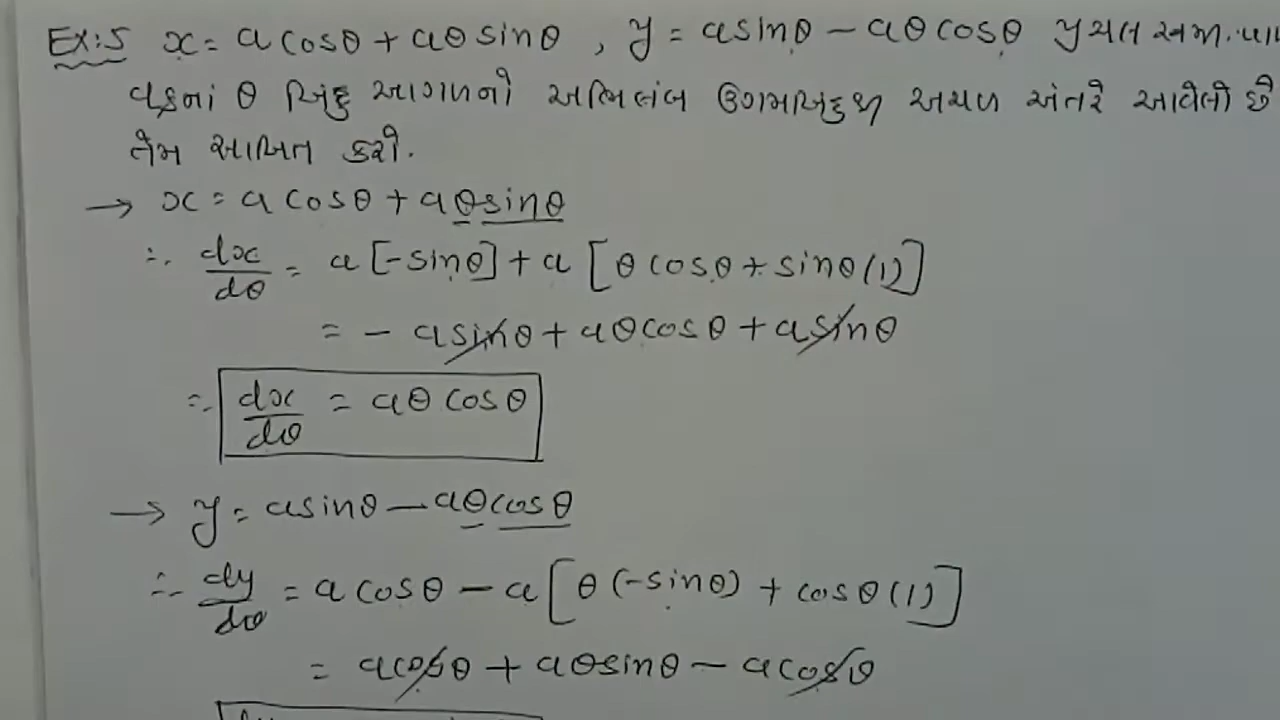 Ex:5 x = a cosθ + aθ sinθ , y = a sinθ - aθ cosθ પ્રચલ સમી. વાળા
વક્રનાં θ બિંદુ આગળનો અભિલંબ ઉગમબિંદુથી અચળ અંતરે આવેલો છે
તેમ સાબિત કરો.
→ x = a cosθ + aθ sinθ
∴ dx/dθ = a [-sinθ] + a [θ cosθ + sinθ (1)]
= - a sinθ + aθ cosθ + a sinθ
∴ dx/dθ = aθ cosθ
→ y = a sinθ - aθ cosθ
∴ dy/dθ = a cosθ - a [θ (-sinθ) + cosθ (1)]
= a cosθ + aθ sinθ - a cosθ